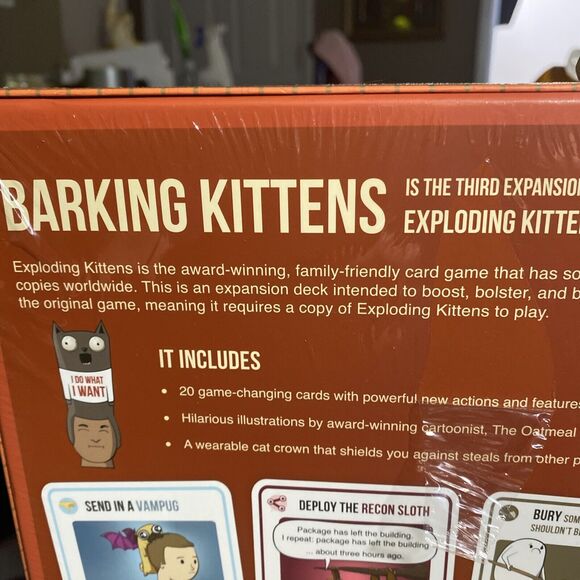 BARKING KITTENS
IS THE THIRD
EXPLODING
Exploding Kittens is the award-winning, family-friendly card game that has
copies worldwide. This is an expansion deck intended to boost, bolster, and
the original game, meaning it requires a copy of Exploding Kittens to play.
I DO WHAT
I WANT
IT INCLUDES
• 20 game-changing cards with powerful new actions and features
• Hilarious illustrations by award-winning cartoonist, The Oatmeal
• A wearable cat crown that shields you against steals from other
SEND IN A VAMPUG
DEPLOY THE RECON SLOTH
Package has left the building.
I repeat: package has left the building
... about three hours ago.
BURY
SHOULDN'T